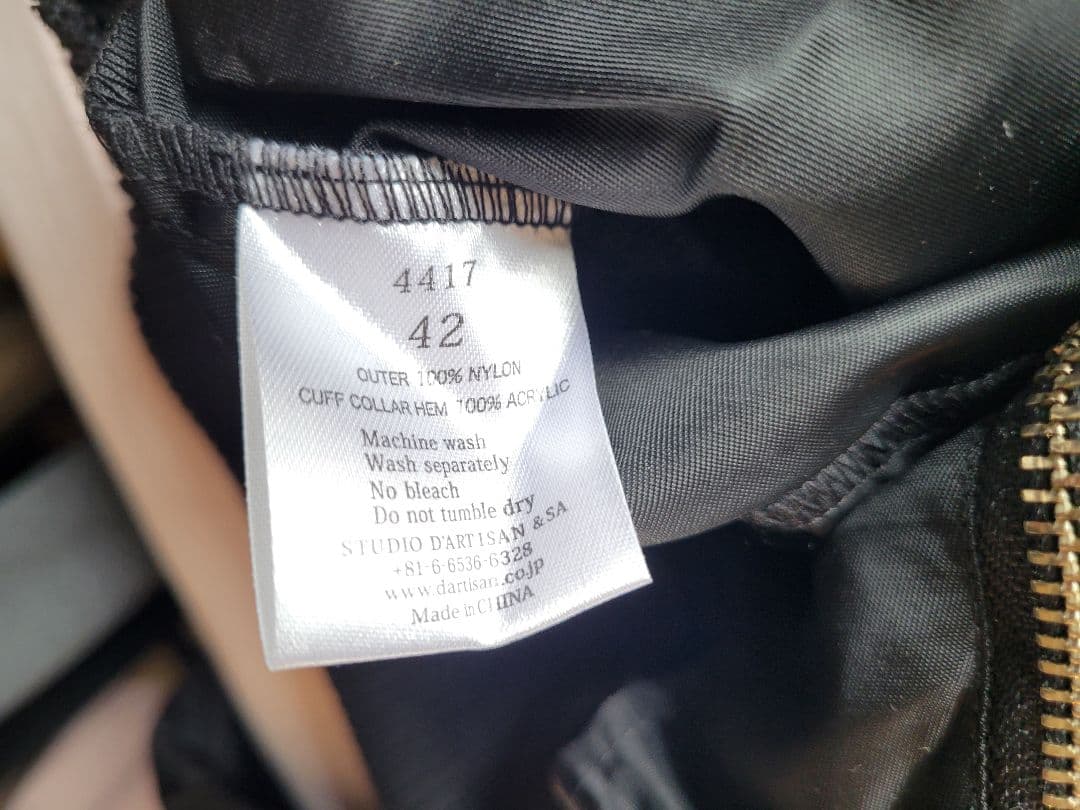 4417
42
OUTER 100% NYLON
CUFF COLLAR HEM 100% ACRYLIC
Machine wash
Wash separately
No bleach
Do not tumble dry
STUDIO D'ARTISAN & SA
+81-6-6536-6328
www.dartisan.co.jp
Made in CHINA